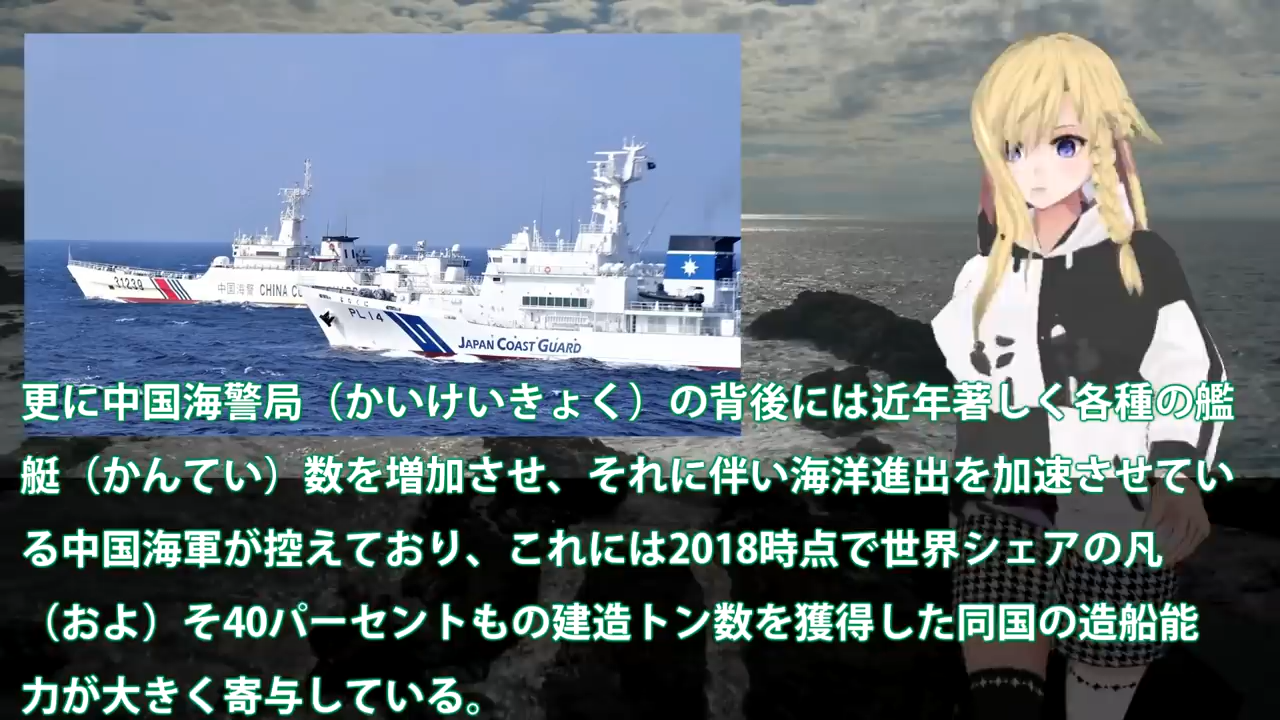 31239
中国海警 CHINA CO
PL 14
JAPAN COAST GUARD
更に中国海警局（かいけいきょく）の背後には近年著しく各種の艦
艇（かんてい）数を増加させ、それに伴い海洋進出を加速させてい
る中国海軍が控えており、これには2018時点で世界シェアの凡
（およ）そ40パーセントもの建造トン数を獲得した同国の造船能
力が大きく寄与している。